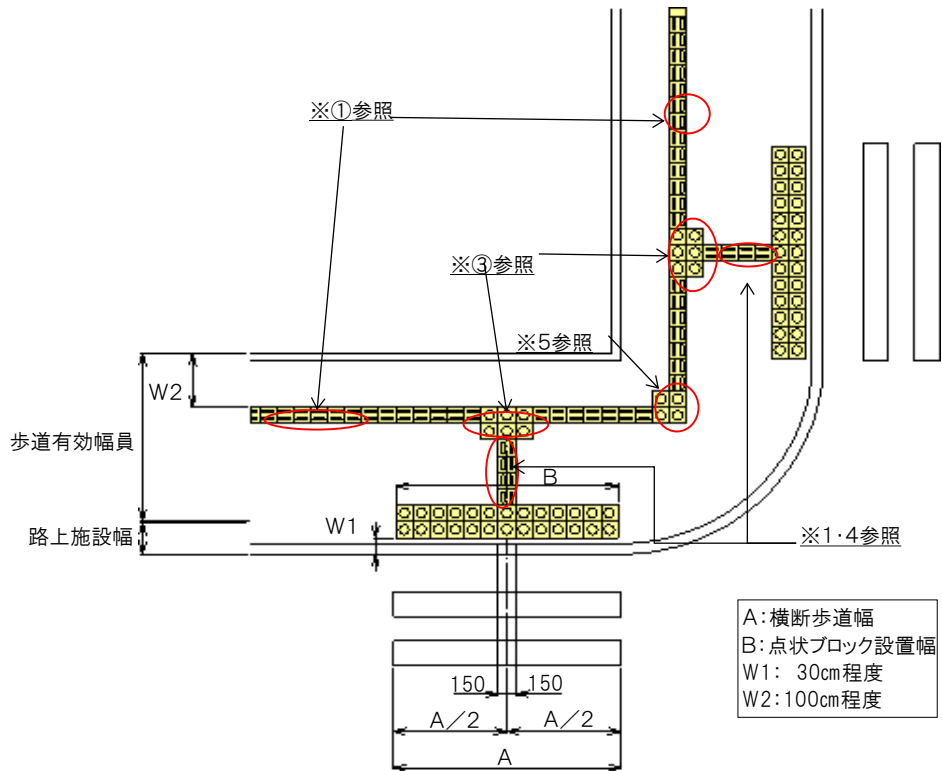 ※①参照
※③参照
※5参照
W2
歩道有効幅員
B
路上施設幅
W1
※1・4参照
A:横断歩道幅
B:点状ブロック設置幅
W1: 30㎝程度
W2:100㎝程度
150 150
A/2 A/2
A